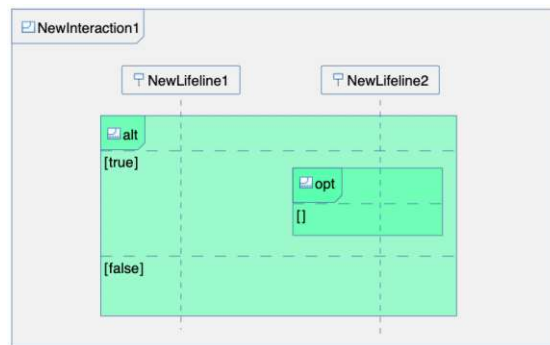 NewInteraction1
NewLifeline1
NewLifeline2
alt
[true]
opt
[]
[false]